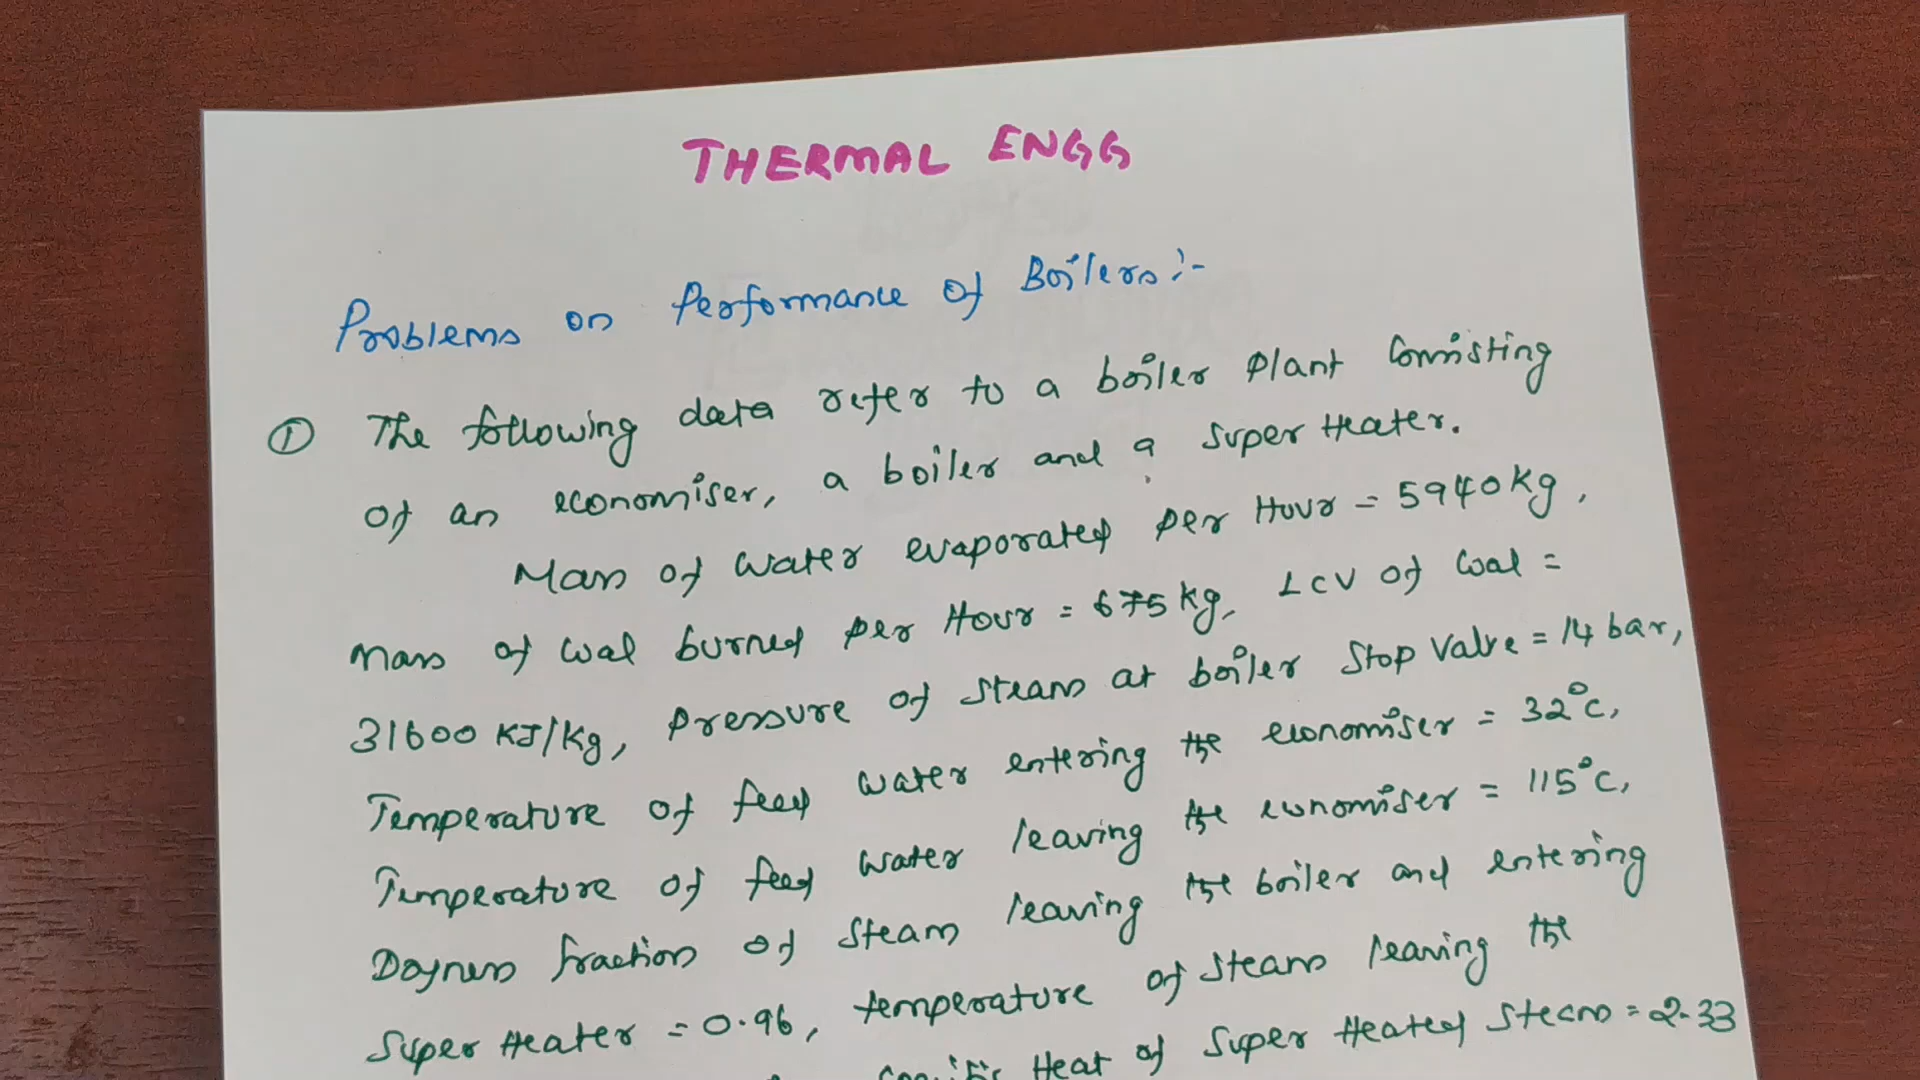 THERMAL ENGG
Problems on Performance of Boilers :-
① The following data refer to a boiler plant Consisting
of an economiser, a boiler and a Super Heater.
Mass of water evaporated per Hour = 5940 kg,
Mass of Coal burned per Hour = 675 kg, LCV of Coal =
31600 KJ/kg, pressure of steam at boiler Stop Valve = 14 bar,
Temperature of feed water entering the economiser = 32°C,
Temperature of feed water leaving the economiser = 115°C,
Dryness fraction of steam leaving the boiler and entering
Super Heater = 0.96, temperature of steam leaving the
Heat of Super Heated Steam = 2.33